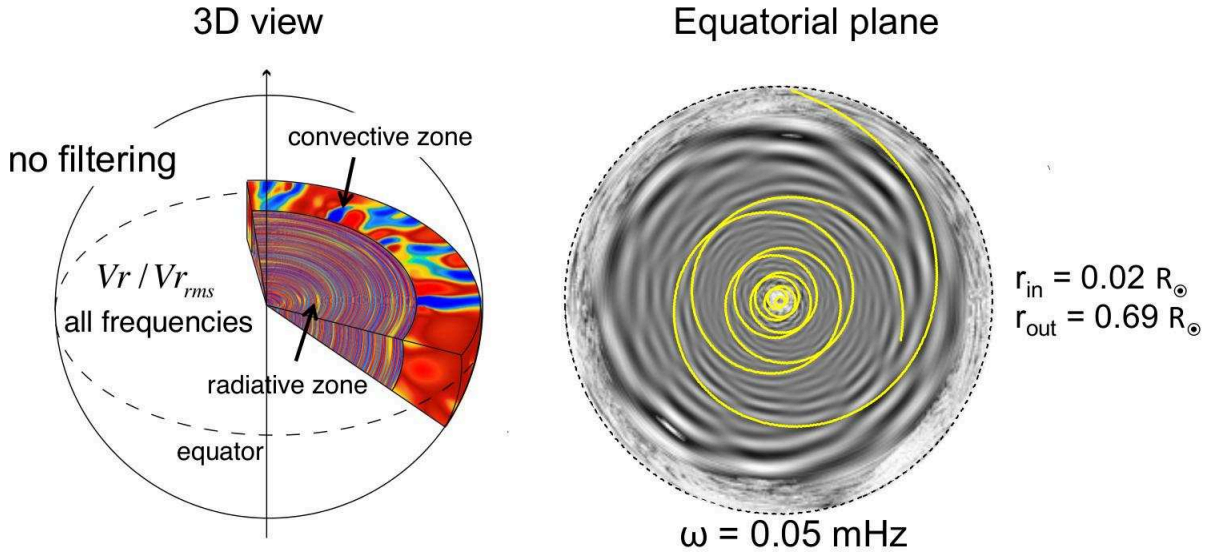 3D view
no filtering
convective zone
Vr / Vr_rms
all frequencies
radiative zone
equator
Equatorial plane
r_in = 0.02 R_☉
r_out = 0.69 R_☉
ω = 0.05 mHz